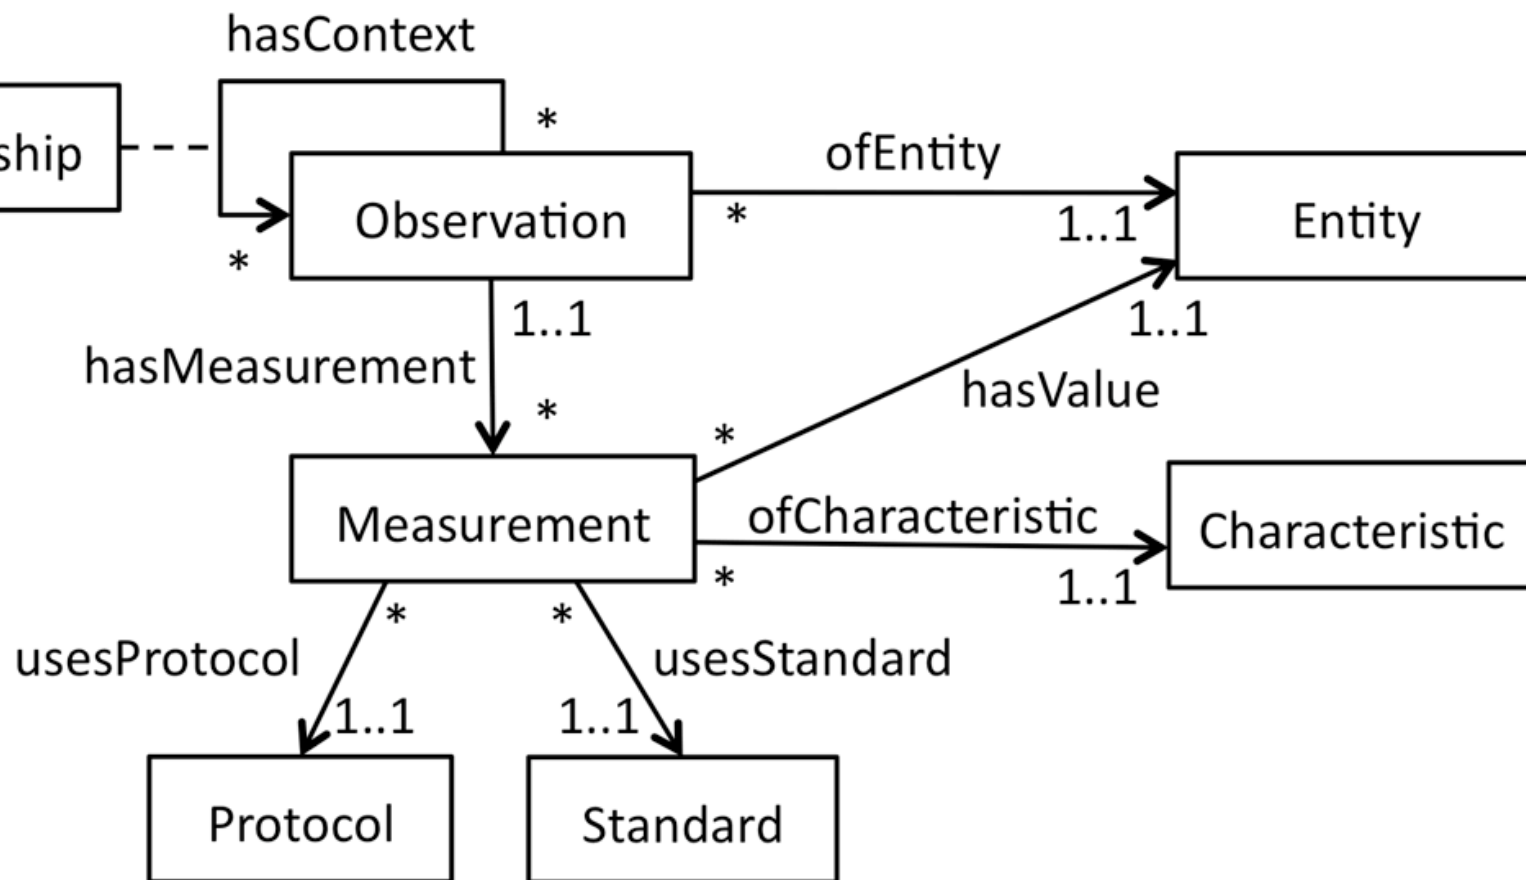 hasContext
*
ship
ofEntity
Observation
*
1..1
Entity
*
1..1
1..1
hasMeasurement
hasValue
*
*
Measurement
ofCharacteristic
Characteristic
*
1..1
*
*
usesProtocol
usesStandard
1..1
1..1
Protocol
Standard